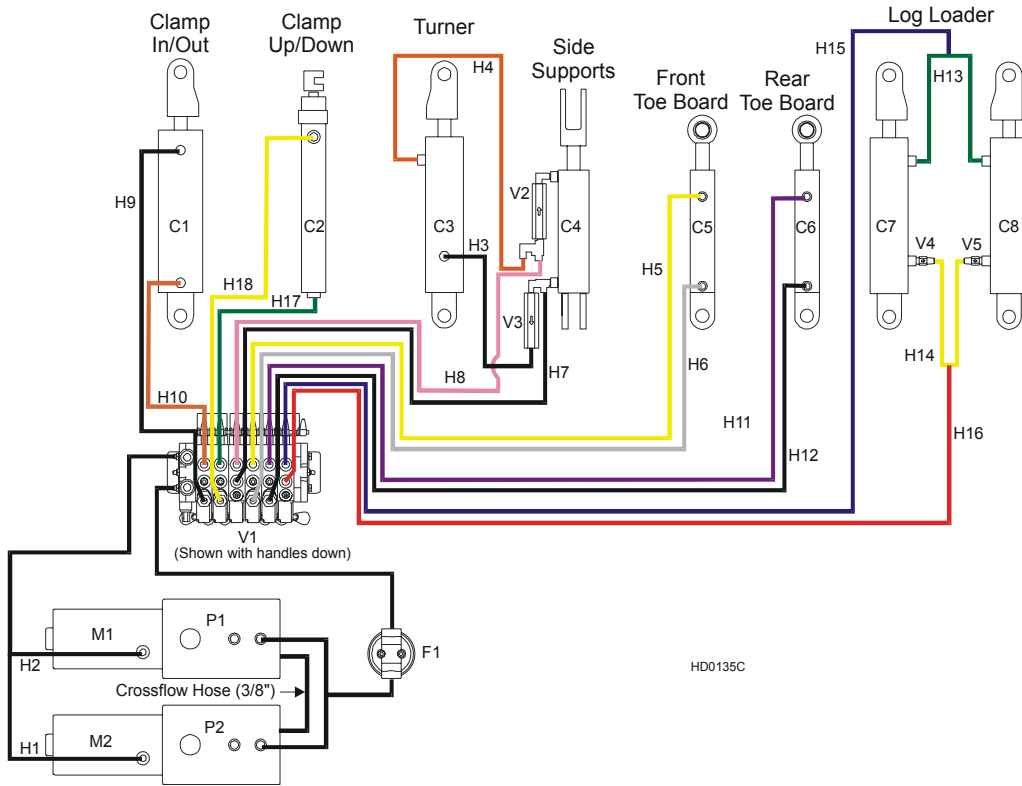 Clamp
In/Out
Clamp
Up/Down
Turner
Side
Supports
Front
Toe Board
Rear
Toe Board
Log Loader
H4
H15
H13
V2
H9
C1
C2
C3
H3
C4
C5
C6
C7
C8
V4
V5
H18
H17
H5
V3
H7
H6
H14
H10
H8
H11
H12
H16
V1
(Shown with handles down)
M1
P1
H2
F1
Crossflow Hose (3/8")
HD0135C
M2
P2
H1